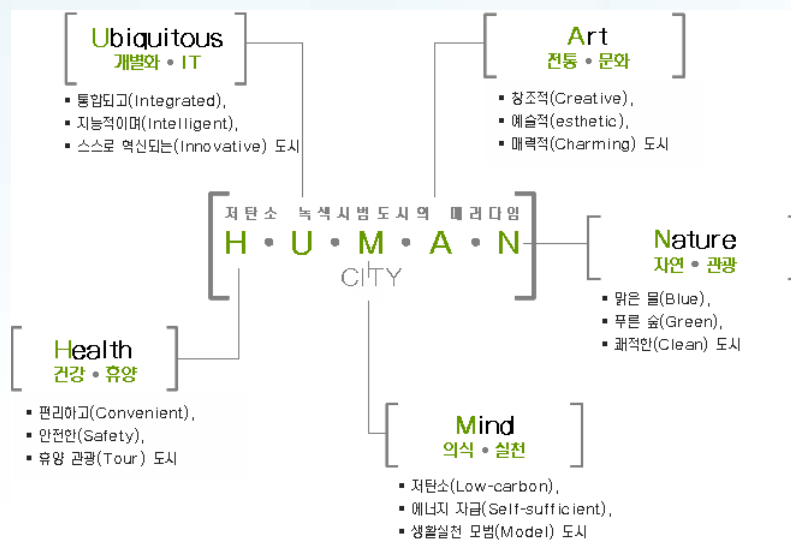 Ubiquitous
개별화 • IT
▪ 통합되고(Integrated),
▪ 지능적이며(Intelligent),
▪ 스스로 혁신되는(Innovative) 도시
Art
전통 • 문화
▪ 창조적(Creative),
▪ 예술적(esthetic),
▪ 매력적(Charming) 도시
저탄소 녹색시범도시의 패러다임
H • U • M • A • N
CITY
Nature
자연 • 관광
▪ 맑은 물(Blue),
▪ 푸른 숲(Green),
▪ 쾌적한(Clean) 도시
Health
건강 • 휴양
▪ 편리하고(Convenient),
▪ 안전한(Safety),
▪ 휴양 관광(Tour) 도시
Mind
의식 • 실천
▪ 저탄소(Low-carbon),
▪ 에너지 자급(Self-sufficient),
▪ 생활실천 모범(Model) 도시